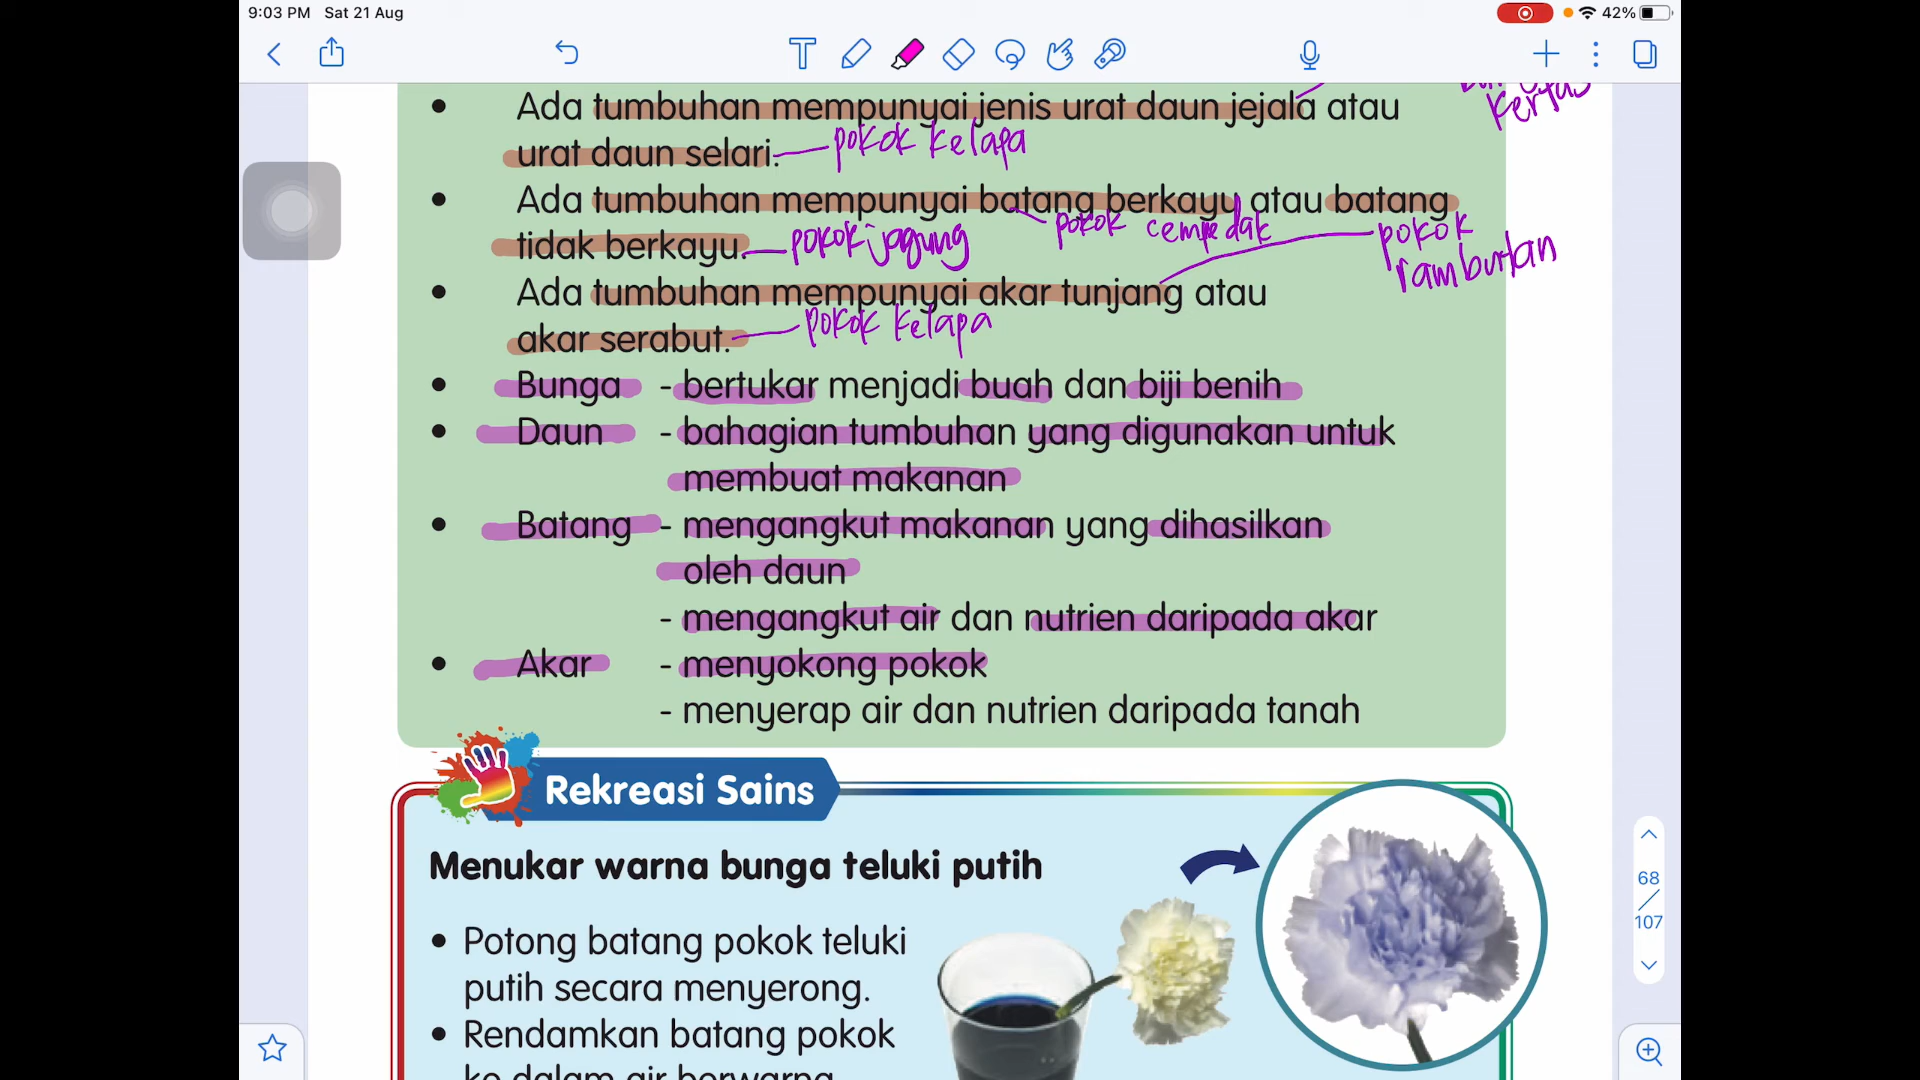 9:03 PM Sat 21 Aug
42%
kertas
• Ada tumbuhan mempunyai jenis urat daun jejala atau
urat daun selari. pokok kelapa
• Ada tumbuhan mempunyai batang berkayu atau batang
pokok cempedak
tidak berkayu. pokok jagung
pokok
rambutan
• Ada tumbuhan mempunyai akar tunjang atau
akar serabut. pokok kelapa
• Bunga - bertukar menjadi buah dan biji benih
• Daun - bahagian tumbuhan yang digunakan untuk
membuat makanan
• Batang - mengangkut makanan yang dihasilkan
oleh daun
- mengangkut air dan nutrien daripada akar
• Akar - menyokong pokok
- menyerap air dan nutrien daripada tanah
Rekreasi Sains
Menukar warna bunga teluki putih
• Potong batang pokok teluki
putih secara menyerong.
• Rendamkan batang pokok
ke dalam air berwarna
68
/
107